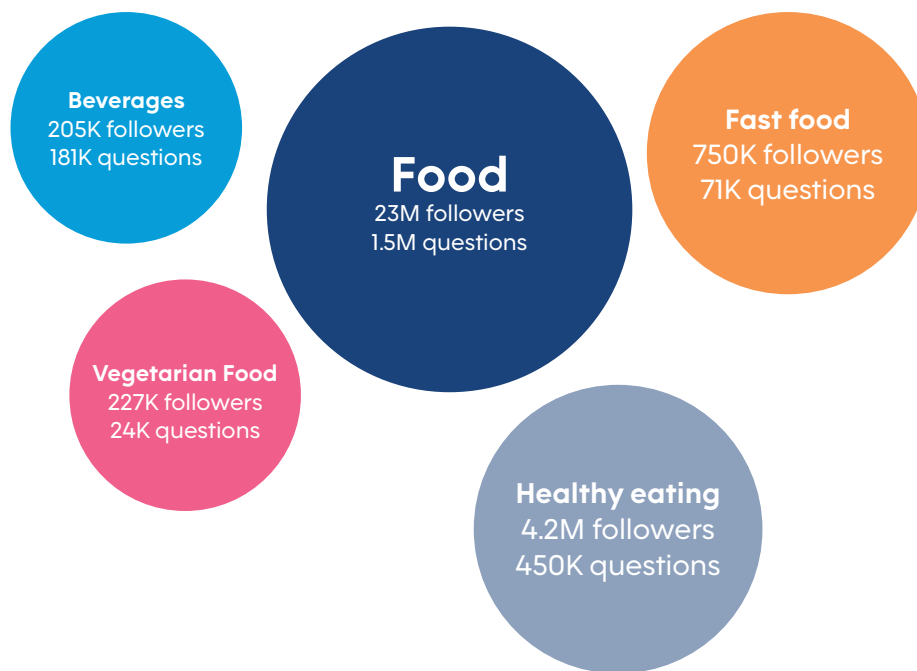 Beverages
205K followers
181K questions
Food
23M followers
1.5M questions
Fast food
750K followers
71K questions
Vegetarian Food
227K followers
24K questions
Healthy eating
4.2M followers
450K questions